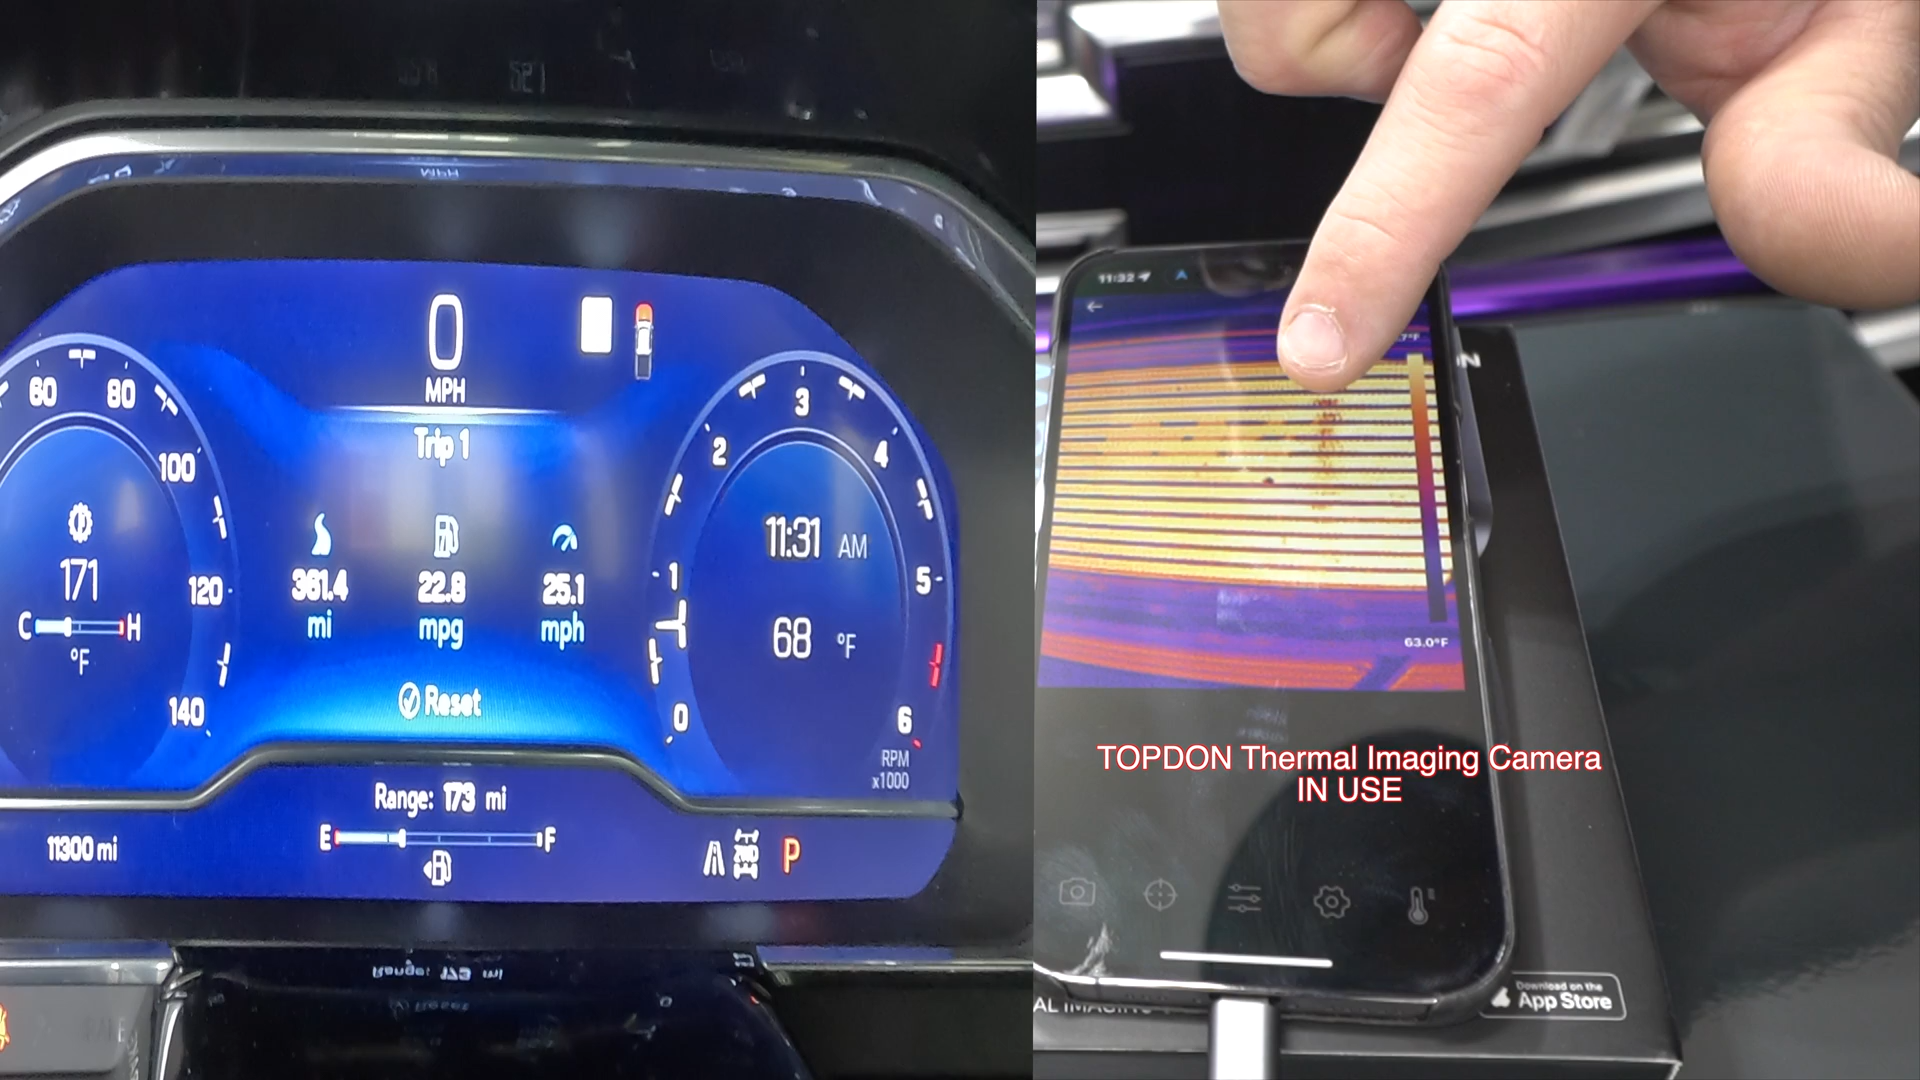 0
MPH
Trip 1
361.4
mi
22.8
mpg
25.1
mph
Reset
60
80
100
120
140
171
C
H
°F
0
1
2
3
4
5
6
RPM
x1000
11:31 AM
68 °F
Range: 173 mi
11300 mi
E
F
2WD
P
11:32
63.0°F
TOPDON Thermal Imaging Camera
IN USE
Download on the
App Store